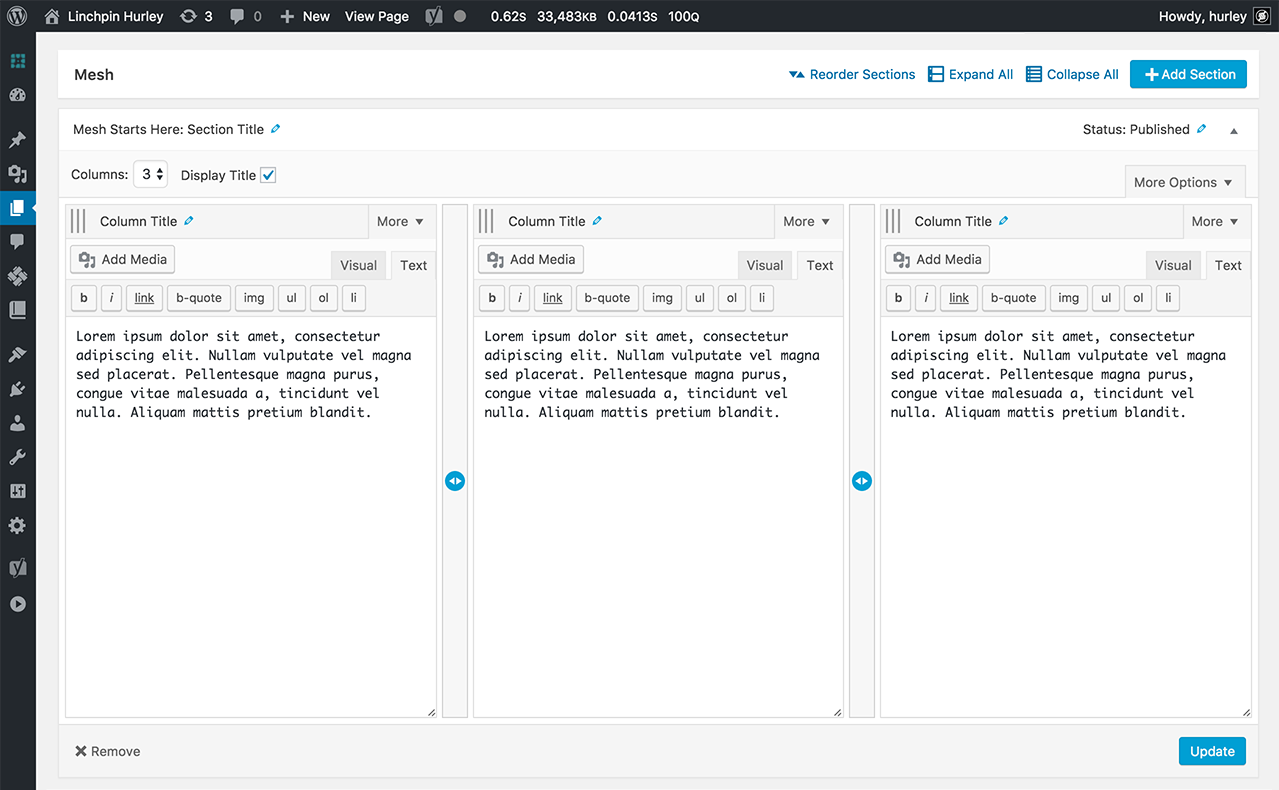 Linchpin Hurley 3 0 New View Page 0.62S 33,483KB 0.0413S 100Q Howdy, hurley
Mesh Reorder Sections Expand All Collapse All Add Section
Mesh Starts Here: Section Title Status: Published
Columns: 3 Display Title More Options
Column Title More
Add Media Visual Text
b i link b-quote img ul ol li
Lorem ipsum dolor sit amet, consectetur
adipiscing elit. Nullam vulputate vel magna
sed placerat. Pellentesque magna purus,
congue vitae malesuada a, tincidunt vel
nulla. Aliquam mattis pretium blandit.
Column Title More
Add Media Visual Text
b i link b-quote img ul ol li
Lorem ipsum dolor sit amet, consectetur
adipiscing elit. Nullam vulputate vel magna
sed placerat. Pellentesque magna purus,
congue vitae malesuada a, tincidunt vel
nulla. Aliquam mattis pretium blandit.
Column Title More
Add Media Visual Text
b i link b-quote img ul ol li
Lorem ipsum dolor sit amet, consectetur
adipiscing elit. Nullam vulputate vel magna
sed placerat. Pellentesque magna purus,
congue vitae malesuada a, tincidunt vel
nulla. Aliquam mattis pretium blandit.
Remove Update